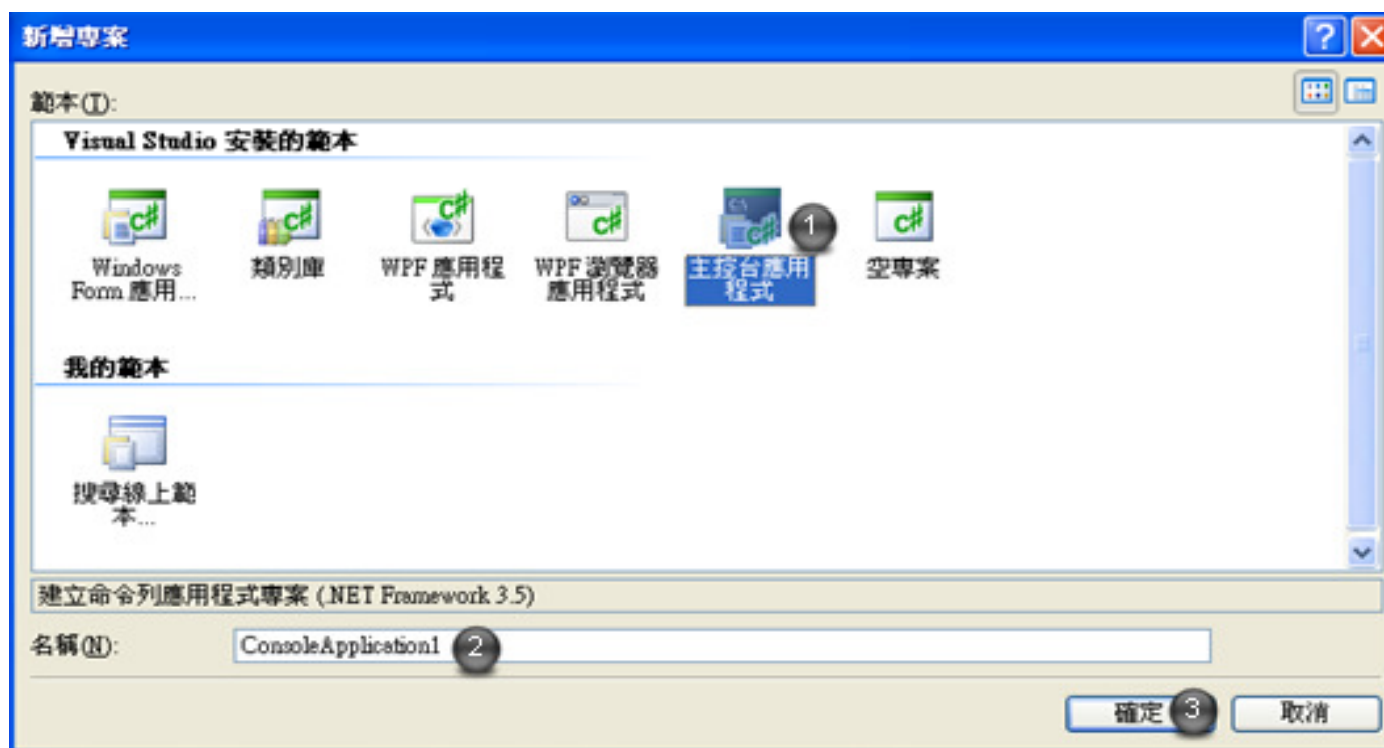 新增專案
範本(T):
Visual Studio 安裝的範本
C# C# C# C# C:\ C# C#
1
Windows 類別庫 WPF 應用程 WPF 瀏覽器 主控台應用 空專案
Form 應用... 式 應用程式 程式
我的範本
搜尋線上範
本...
建立命令列應用程式專案 (.NET Framework 3.5)
名稱(N): ConsoleApplication1 2
確定 3 取消